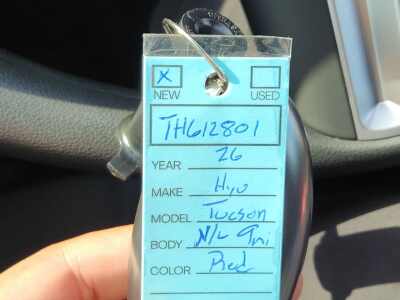 X
NEW USED
TH612801
YEAR 26
MAKE Hyu
MODEL Tucson
BODY N/L
COLOR Red